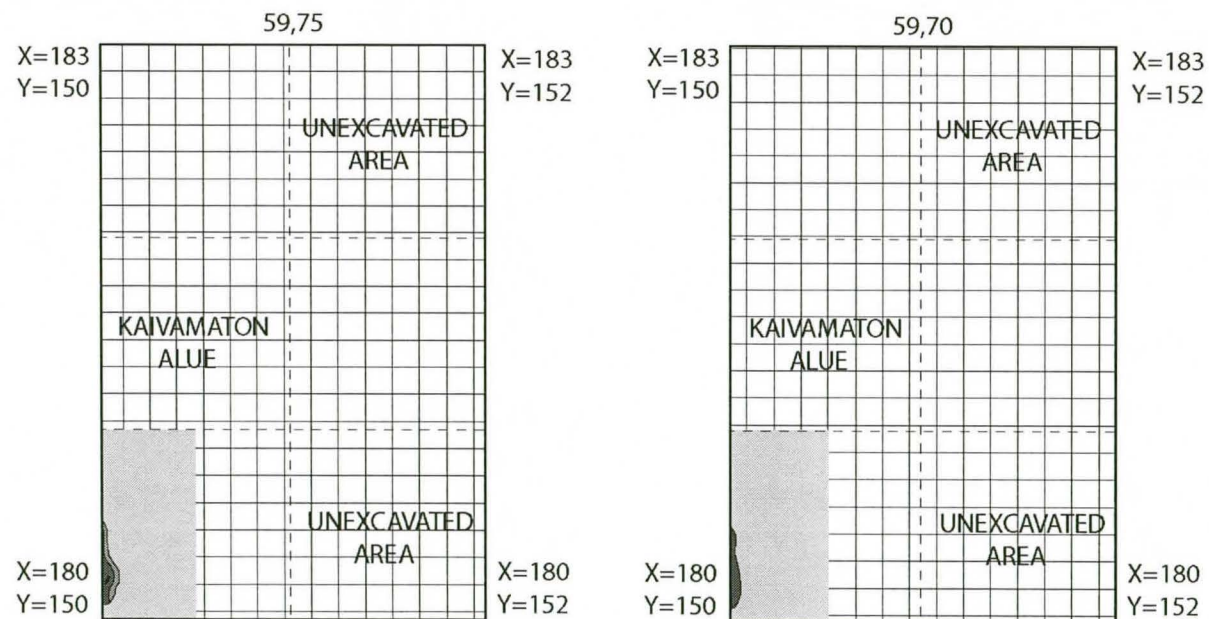 59,75
X=183
Y=150
X=183
Y=152
UNEXCAVATED
AREA
KAIVAMATON
ALUE
UNEXCAVATED
AREA
X=180
Y=150
X=180
Y=152
59,70
X=183
Y=150
X=183
Y=152
UNEXCAVATED
AREA
KAIVAMATON
ALUE
UNEXCAVATED
AREA
X=180
Y=150
X=180
Y=152